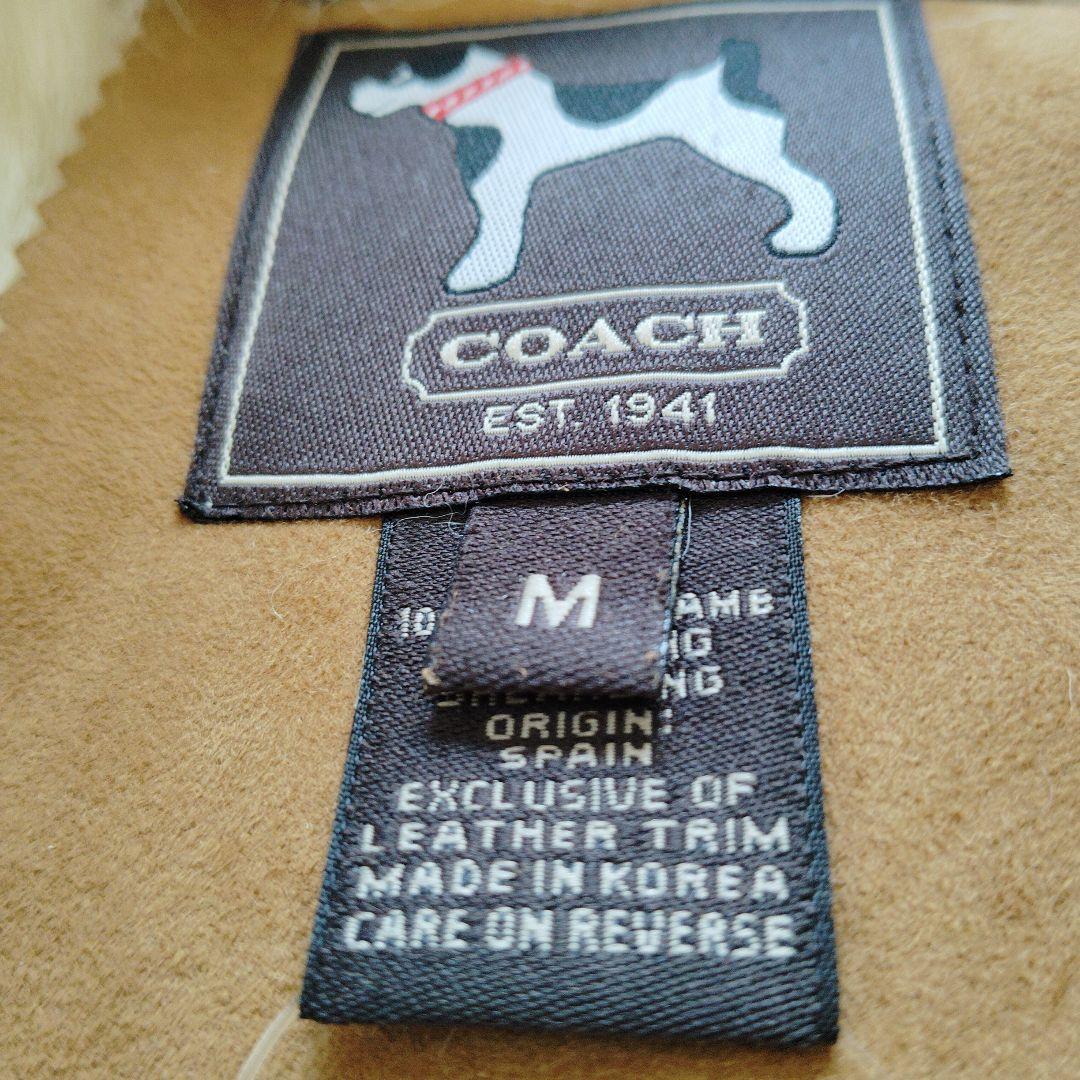 COACH
EST. 1941
M
ORIGIN:
SPAIN
EXCLUSIVE OF
LEATHER TRIM
MADE IN KOREA
CARE ON REVERSE